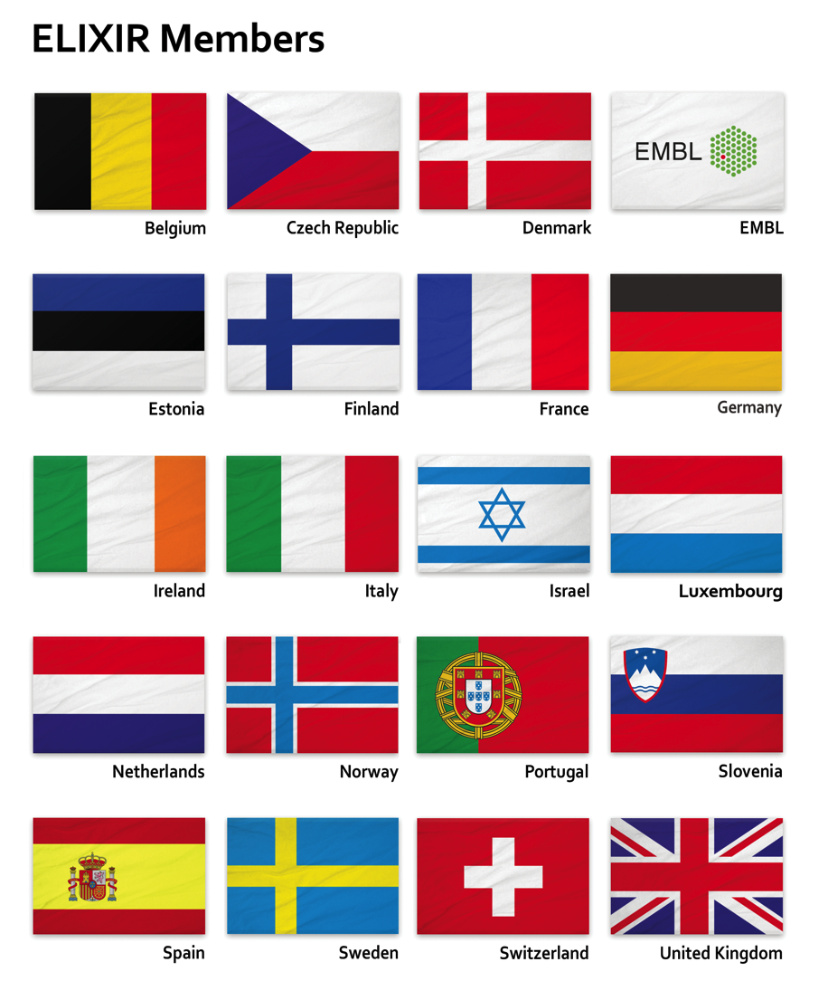 ELIXIR Members
EMBL
Belgium
Czech Republic
Denmark
EMBL
Estonia
Finland
France
Germany
Ireland
Italy
Israel
Luxembourg
Netherlands
Norway
Portugal
Slovenia
Spain
Sweden
Switzerland
United Kingdom